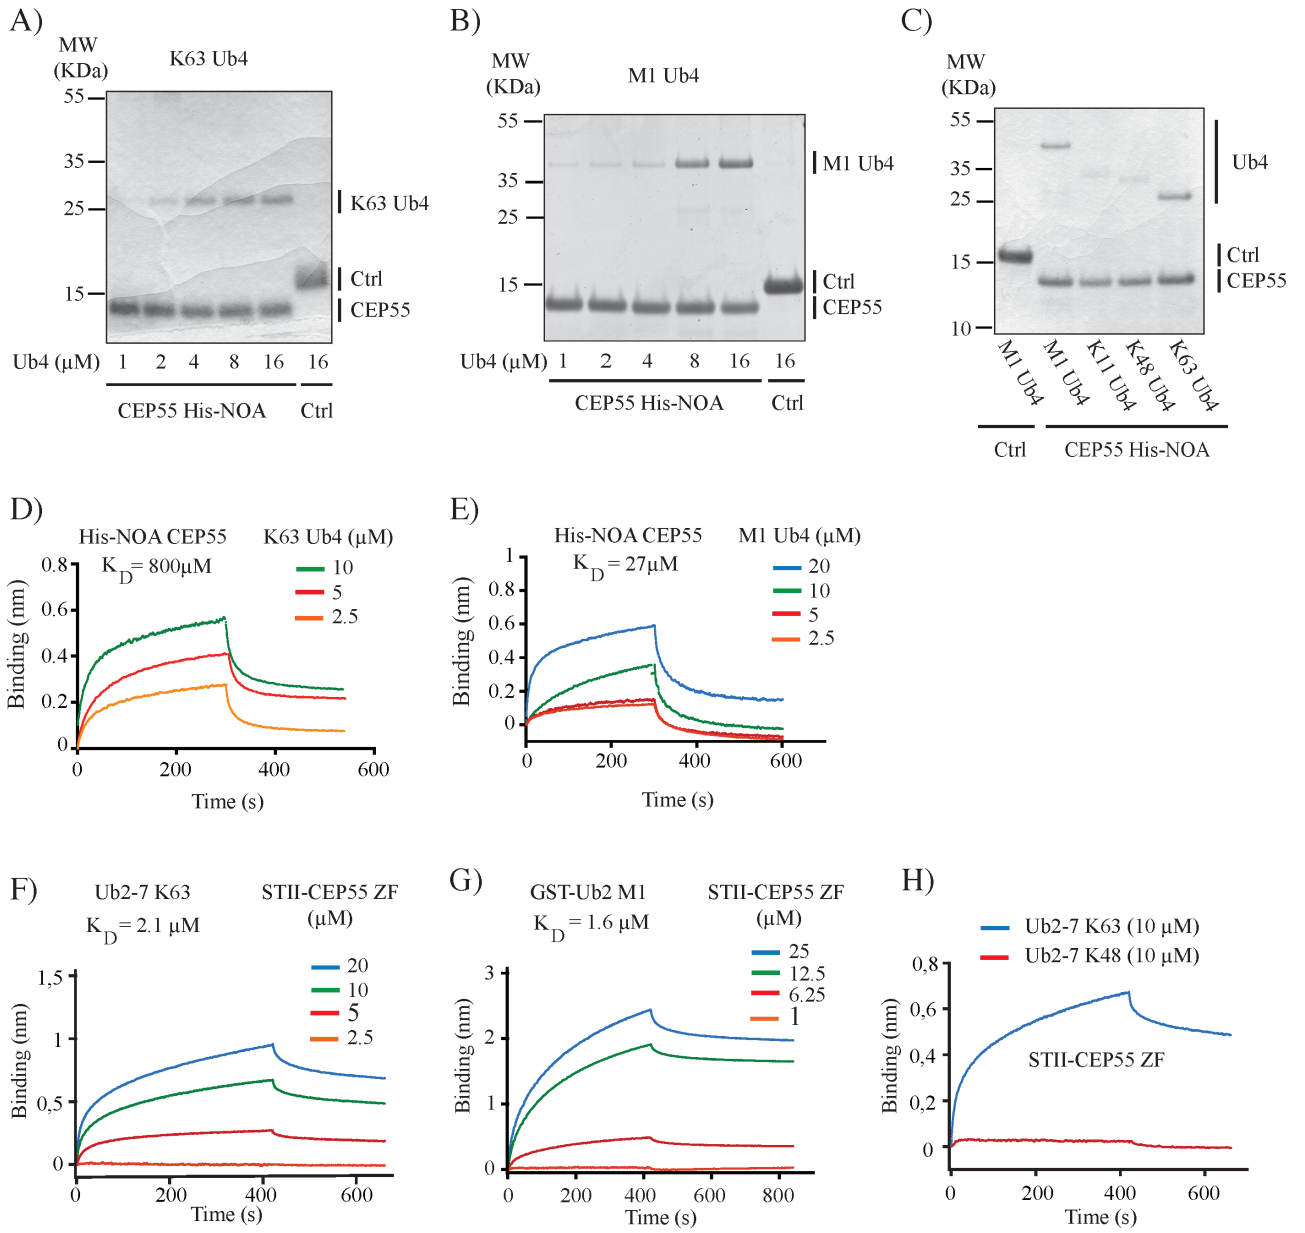 A)
MW
(KDa)
K63 Ub4
55
35
25
15
K63 Ub4
Ctrl
CEP55
Ub4 (µM) 1 2 4 8 16 16
CEP55 His-NOA Ctrl
B)
MW
(KDa)
M1 Ub4
55
35
25
15
M1 Ub4
Ctrl
CEP55
Ub4 (µM) 1 2 4 8 16 16
CEP55 His-NOA Ctrl
C)
MW
(KDa)
55
35
25
15
10
Ub4
Ctrl
CEP55
M1 Ub4
M1 Ub4
K11 Ub4
K48 Ub4
K63 Ub4
Ctrl CEP55 His-NOA
D)
His-NOA CEP55
KD= 800µM
K63 Ub4 (µM)
10
5
2.5
Binding (nm)
0.8
0.6
0.4
0.2
0
0 200 400 600
Time (s)
E)
His-NOA CEP55
KD = 27µM
M1 Ub4 (µM)
20
10
5
2.5
Binding (nm)
1
0.8
0.6
0.4
0.2
0
0 200 400 600
Time (s)
F)
Ub2-7 K63
KD = 2.1 µM
STII-CEP55 ZF
(µM)
20
10
5
2.5
Binding (nm)
1,5
1
0,5
0
0 200 400 600
Time (s)
G)
GST-Ub2 M1
KD = 1.6 µM
STII-CEP55 ZF
(µM)
25
12.5
6.25
1
Binding (nm)
3
2
1
0
0 200 400 600 800
Time (s)
H)
Ub2-7 K63 (10 µM)
Ub2-7 K48 (10 µM)
STII-CEP55 ZF
Binding (nm)
0,8
0,6
0,4
0,2
0
0 200 400 600
Time (s)